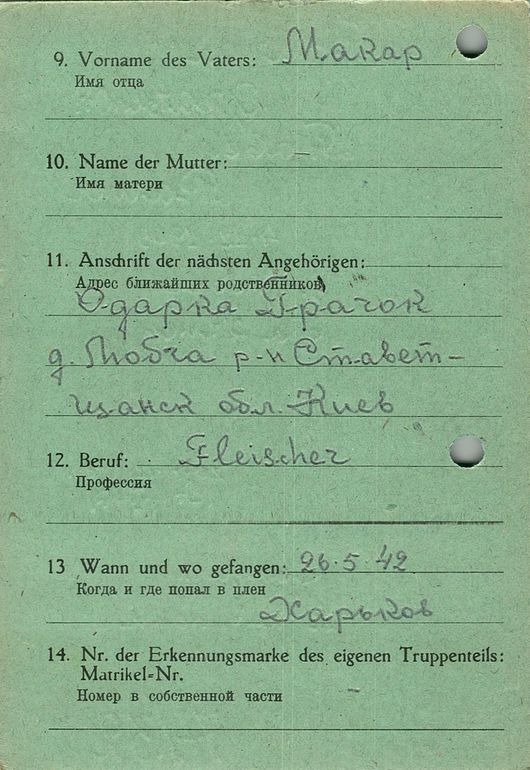 9. Vorname des Vaters: Макар
Имя отца
10. Name der Mutter:
Имя матери
11. Anschrift der nächsten Angehörigen:
Адрес ближайших родственников
Одарка Грачок
д. Любча р-н Ставет-
щанск обл. Киев
12. Beruf: Fleischer
Профессия
13 Wann und wo gefangen: 26.5.42
Когда и где попал в плен
Харьков
14. Nr. der Erkennungsmarke des eigenen Truppenteils:
Matrikel-Nr.
Номер в собственной части